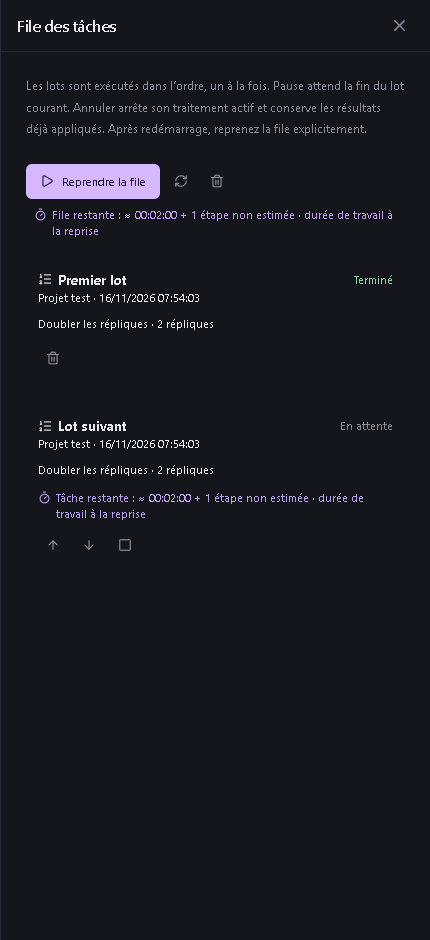 File des tâches
Les lots sont exécutés dans l'ordre, un à la fois. Pause attend la fin du lot
courant. Annuler arrête son traitement actif et conserve les résultats
déjà appliqués. Après redémarrage, reprenez la file explicitement.
Reprendre la file
File restante : ≈ 00:02:00 + 1 étape non estimée · durée de travail à
la reprise
Premier lot
Terminé
Projet test · 16/11/2026 07:54:03
Doubler les répliques · 2 répliques
Lot suivant
En attente
Projet test · 16/11/2026 07:54:03
Doubler les répliques · 2 répliques
Tâche restante : ≈ 00:02:00 + 1 étape non estimée · durée de
travail à la reprise